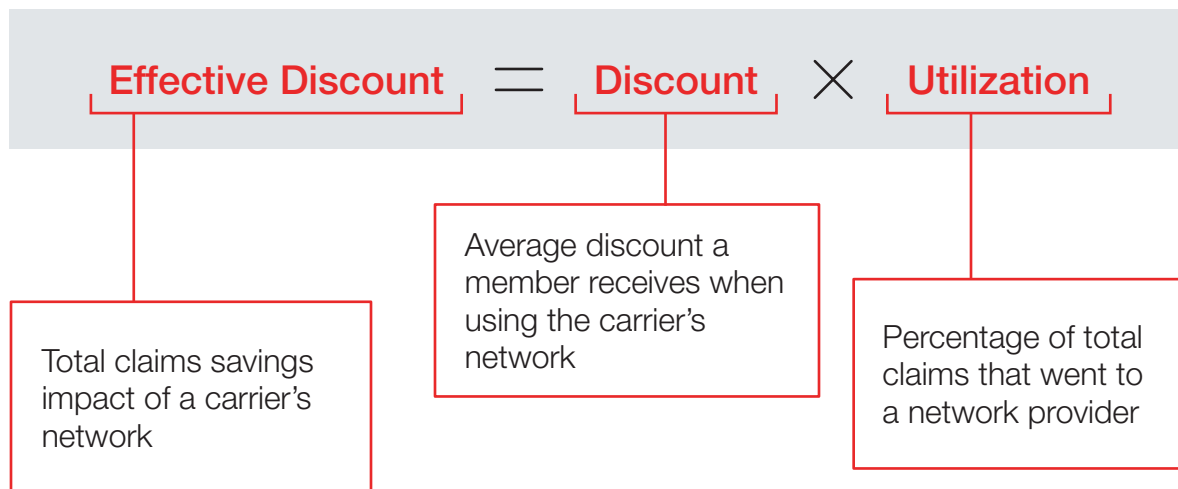 Effective Discount = Discount × Utilization
Average discount a
member receives when
using the carrier’s
network
Total claims savings
impact of a carrier’s
network
Percentage of total
claims that went to
a network provider